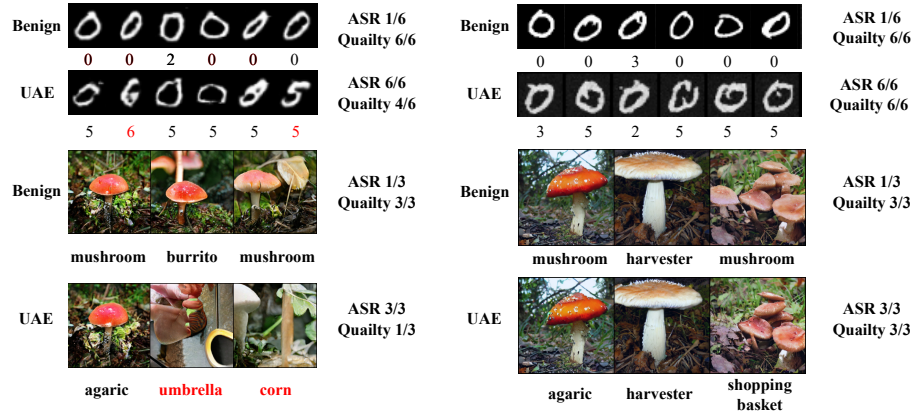 Benign
ASR 1/6
Quailty 6/6
0 0 2 0 0 0
UAE
ASR 6/6
Quailty 4/6
5 6 5 5 5 5
Benign
ASR 1/3
Quailty 3/3
mushroom burrito mushroom
UAE
ASR 3/3
Quailty 1/3
agaric umbrella corn
Benign
ASR 1/6
Quailty 6/6
0 0 3 0 0 0
UAE
ASR 6/6
Quailty 6/6
3 5 2 5 5 5
Benign
ASR 1/3
Quailty 3/3
mushroom harvester mushroom
UAE
ASR 3/3
Quailty 3/3
agaric harvester shopping
basket